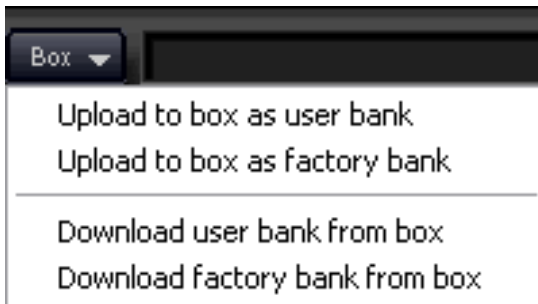 Box
Upload to box as user bank
Upload to box as factory bank
Download user bank from box
Download factory bank from box